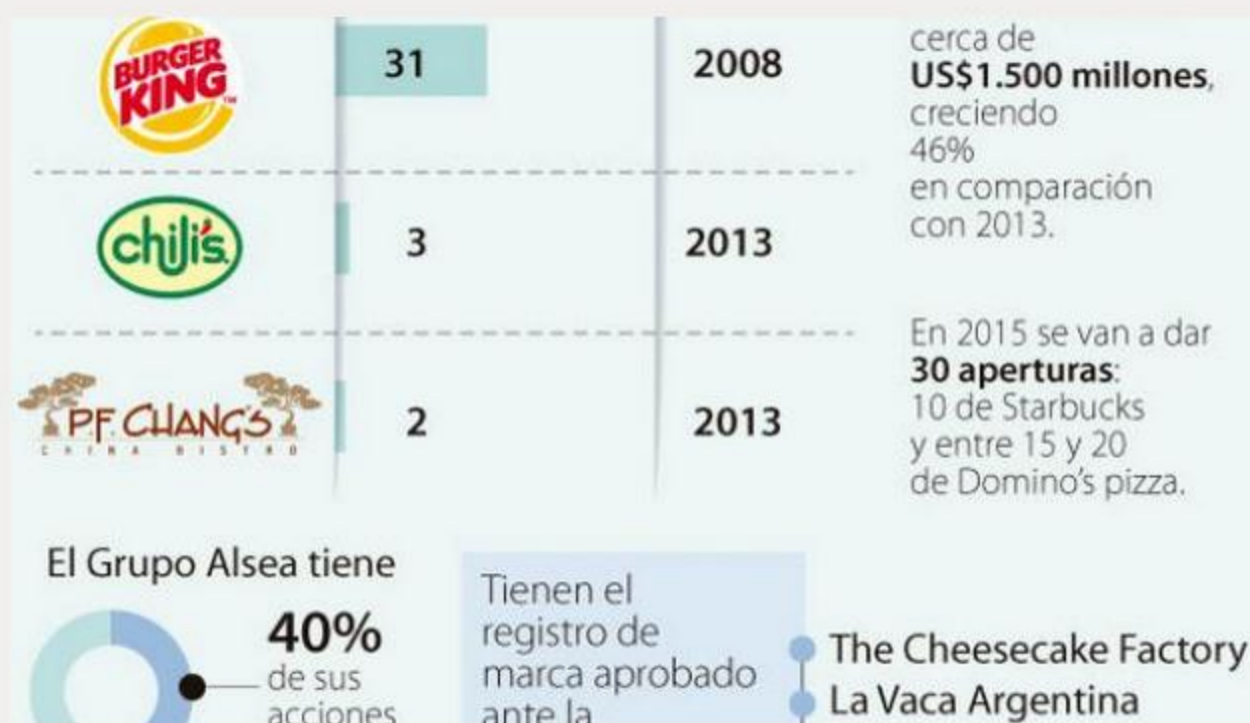 BURGER
KING™
31
2008
cerca de
US$1.500 millones,
creciendo
46%
en comparación
con 2013.
chili's
3
2013
P.F. CHANG'S
CHINA BISTRO
2
2013
En 2015 se van a dar
30 aperturas:
10 de Starbucks
y entre 15 y 20
de Domino's pizza.
El Grupo Alsea tiene
40%
de sus
acciones
Tienen el
registro de
marca aprobado
ante la
The Cheesecake Factory
La Vaca Argentina